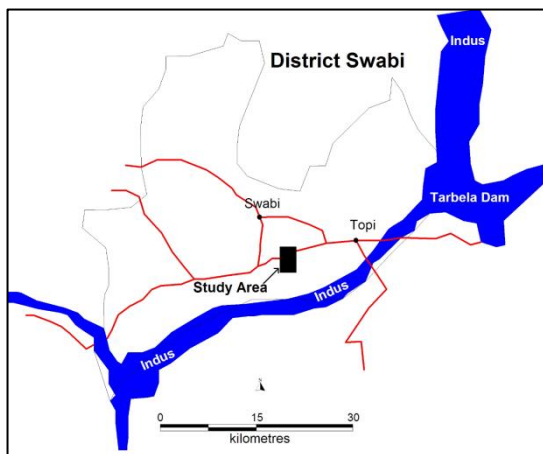 Indus
District Swabi
Tarbela Dam
Swabi
Topi
Study Area
Indus
Indus
N
0 15 30
kilometres